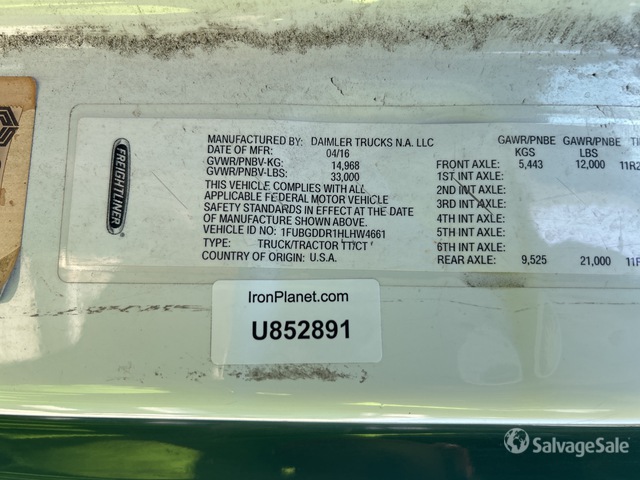 FREIGHTLINER
MANUFACTURED BY: DAIMLER TRUCKS N.A. LLC
DATE OF MFR: 04/16
GVWR/PNBV-KG: 14,968
GVWR/PNBV-LBS: 33,000
THIS VEHICLE COMPLIES WITH ALL
APPLICABLE FEDERAL MOTOR VEHICLE
SAFETY STANDARDS IN EFFECT AT THE DATE
OF MANUFACTURE SHOWN ABOVE.
VEHICLE ID NO.: 1FUBGDDR1HLHW4661
TYPE: TRUCK/TRACTOR TTCT
COUNTRY OF ORIGIN: U.S.A.
GAWR/PNBE GAWR/PNBE
KGS LBS
FRONT AXLE: 5,443 12,000 11R2
1ST INT AXLE:
2ND INT AXLE:
3RD INT AXLE:
4TH INT AXLE:
5TH INT AXLE:
6TH INT AXLE:
REAR AXLE: 9,525 21,000
IronPlanet.com
U852891
SalvageSale